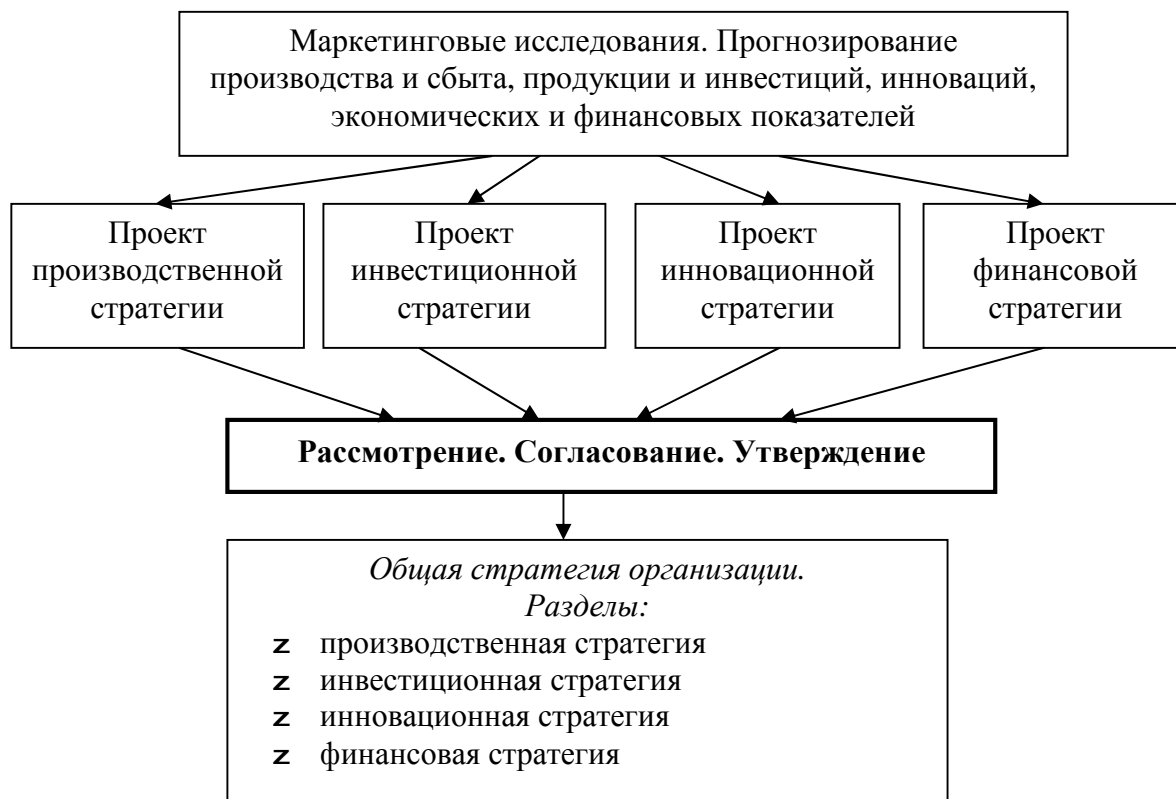 Маркетинговые исследования. Прогнозирование
производства и сбыта, продукции и инвестиций, инноваций,
экономических и финансовых показателей
Проект
производственной
стратегии
Проект
инвестиционной
стратегии
Проект
инновационной
стратегии
Проект
финансовой
стратегии
Рассмотрение. Согласование. Утверждение
Общая стратегия организации.
Разделы:
z производственная стратегия
z инвестиционная стратегия
z инновационная стратегия
z финансовая стратегия